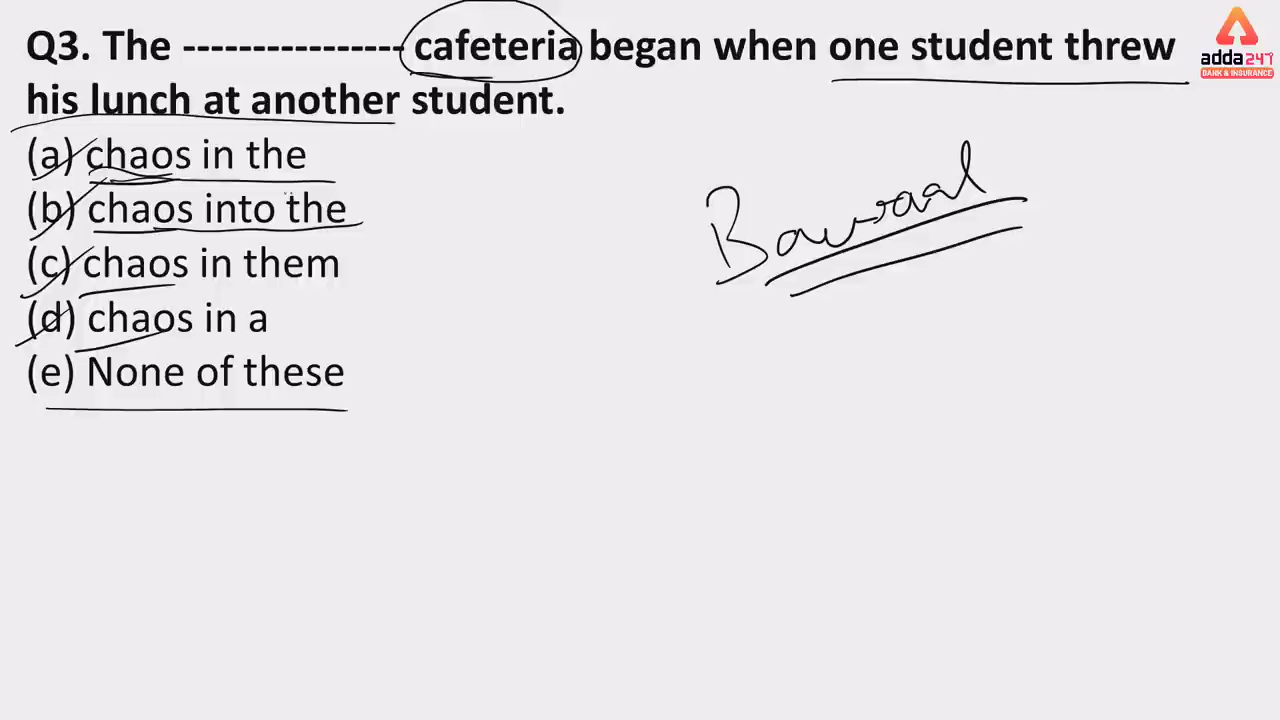 Q3. The ---------------- cafeteria began when one student threw
his lunch at another student.
(a) chaos in the
(b) chaos into the
(c) chaos in them
(d) chaos in a
(e) None of these
Bawaal
adda247
BANK & INSURANCE